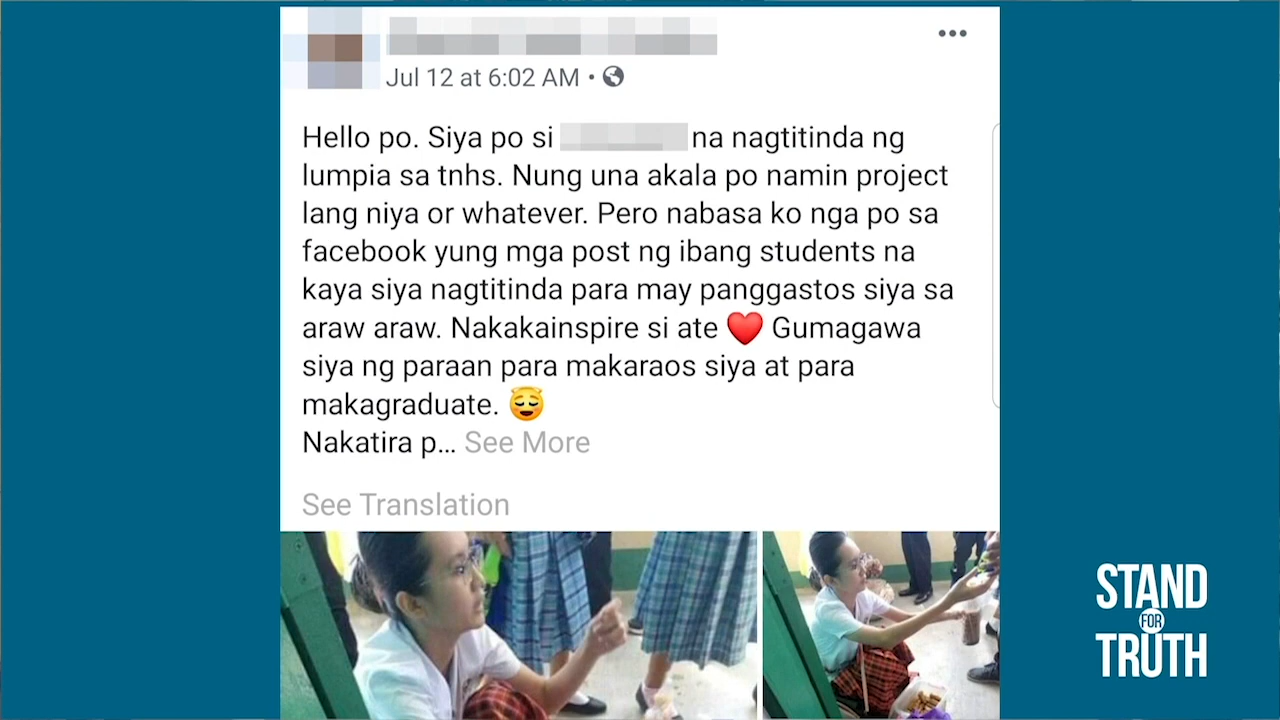 Jul 12 at 6:02 AM •
Hello po. Siya po si na nagtitinda ng
lumpia sa tnhs. Nung una akala po namin project
lang niya or whatever. Pero nabasa ko nga po sa
facebook yung mga post ng ibang students na
kaya siya nagtitinda para may panggastos siya sa
araw araw. Nakakainspire si ate ❤️ Gumagawa
siya ng paraan para makaraos siya at para
makagraduate. 😇
Nakatira p... See More
See Translation
STAND
FOR
TRUTH